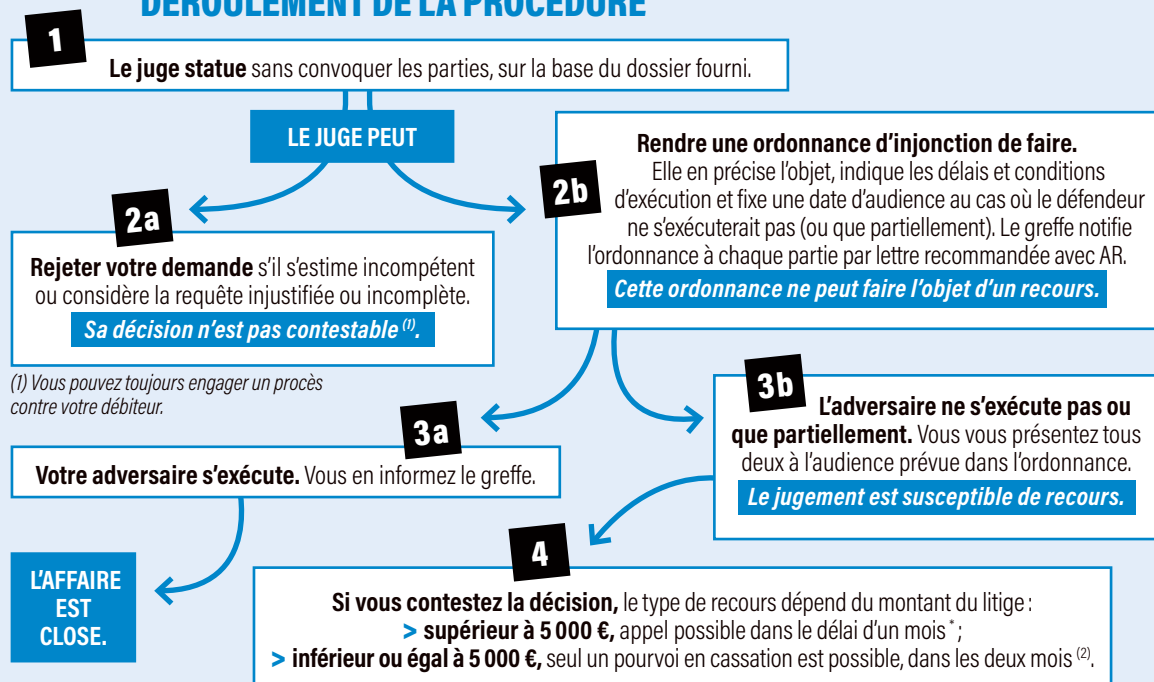 DÉROULEMENT DE LA PROCÉDURE
1
Le juge statue sans convoquer les parties, sur la base du dossier fourni.
LE JUGE PEUT
2a
Rejeter votre demande s'il s'estime incompétent
ou considère la requête injustifiée ou incomplète.
Sa décision n'est pas contestable (1).
(1) Vous pouvez toujours engager un procès
contre votre débiteur.
2b
Rendre une ordonnance d'injonction de faire.
Elle en précise l'objet, indique les délais et conditions
d'exécution et fixe une date d'audience au cas où le défendeur
ne s'exécuterait pas (ou que partiellement). Le greffe notifie
l'ordonnance à chaque partie par lettre recommandée avec AR.
Cette ordonnance ne peut faire l'objet d'un recours.
3a
Votre adversaire s'exécute. Vous en informez le greffe.
3b
L'adversaire ne s'exécute pas ou
que partiellement. Vous vous présentez tous
deux à l'audience prévue dans l'ordonnance.
Le jugement est susceptible de recours.
L'AFFAIRE
EST
CLOSE.
4
Si vous contestez la décision, le type de recours dépend du montant du litige :
> supérieur à 5 000 €, appel possible dans le délai d'un mois * ;
> inférieur ou égal à 5 000 €, seul un pourvoi en cassation est possible, dans les deux mois (2).